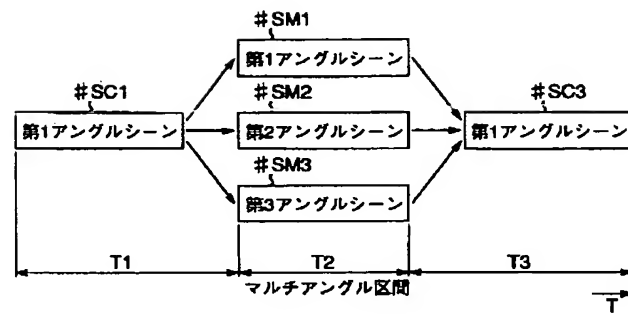 #SM1
第1アングルシーン
#SC1
第1アングルシーン
#SM2
第2アングルシーン
#SC3
第1アングルシーン
#SM3
第3アングルシーン
T1
T2
T3
マルチアングル区間
T